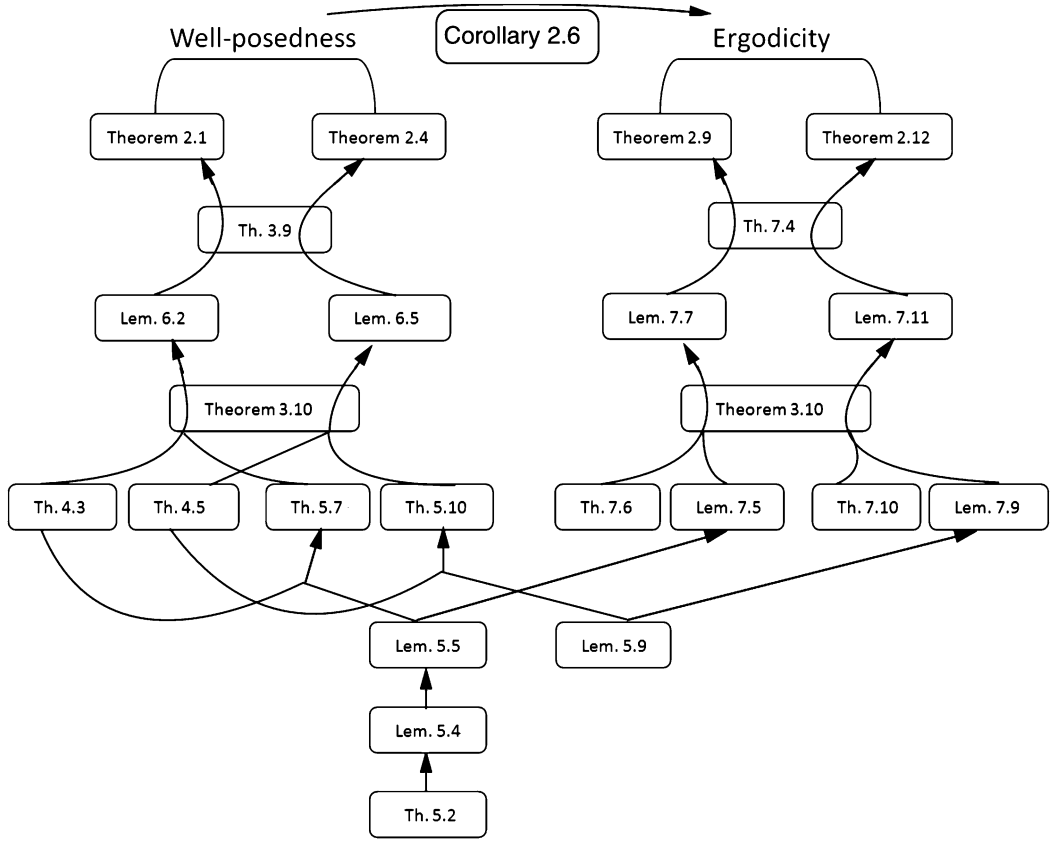 Corollary 2.6
Well-posedness
Ergodicity
Theorem 2.1
Theorem 2.4
Theorem 2.9
Theorem 2.12
Th. 3.9
Th. 7.4
Lem. 6.2
Lem. 6.5
Lem. 7.7
Lem. 7.11
Theorem 3.10
Theorem 3.10
Th. 4.3
Th. 4.5
Th. 5.7
Th. 5.10
Th. 7.6
Lem. 7.5
Th. 7.10
Lem. 7.9
Lem. 5.5
Lem. 5.9
Lem. 5.4
Th. 5.2